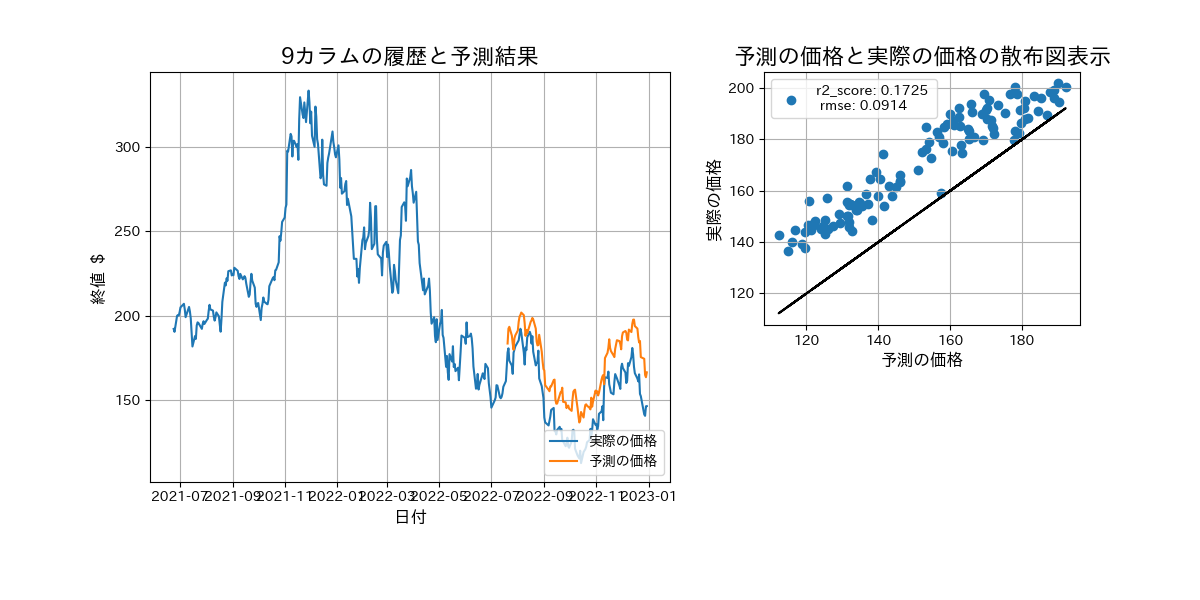 9カラムの履歴と予測結果
終値 $
300
250
200
150
2021-07
2021-09
2021-11
2022-01
2022-03
2022-05
2022-07
2022-09
2022-11
2023-01
日付
実際の価格
予測の価格
予測の価格と実際の価格の散布図表示
実際の価格
200
180
160
140
120
r2_score: 0.1725
rmse: 0.0914
120
140
160
180
予測の価格